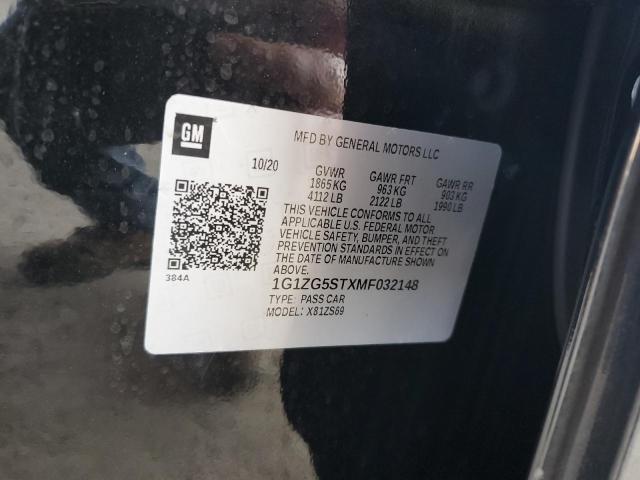 GM
MFD BY GENERAL MOTORS LLC
10/20 GVWR GAWR FRT GAWR RR
1865 KG 963 KG 903 KG
4112 LB 2122 LB 1990 LB
THIS VEHICLE CONFORMS TO ALL
APPLICABLE U.S. FEDERAL MOTOR
VEHICLE SAFETY, BUMPER, AND THEFT
PREVENTION STANDARDS IN EFFECT ON
THE DATE OF MANUFACTURE SHOWN
ABOVE.
384A
1G1ZG5STXMF032148
TYPE: PASS CAR
MODEL: X81ZS69